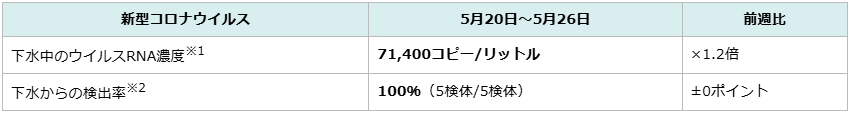 新型コロナウイルス 5月20日～5月26日 前週比
下水中のウイルスRNA濃度※1 71,400コピー/リットル ×1.2倍
下水からの検出率※2 100%（5検体/5検体） ±0ポイント